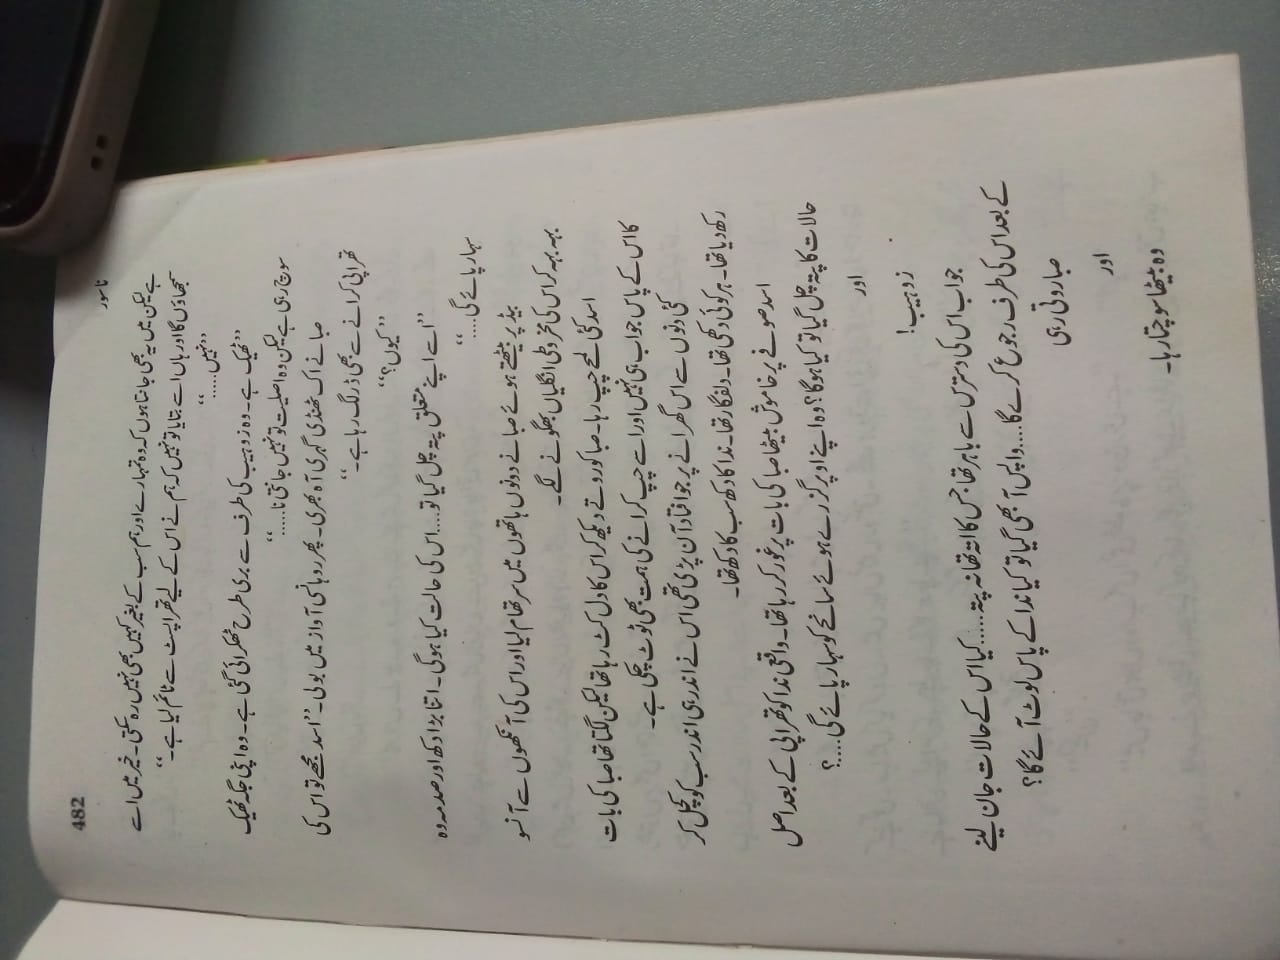 482
ناسور
ہے لیکن میں یہ بھی جانتا ہوں کہ وہ تمہارے اور ہم سب کے بغیر کہیں بھی نہیں رہ سکتی۔ خیر میں اسے
سمجھاؤں گا اور ہاں اسے بتایا تو نہیں کہ ہم نے اس کے لیے تھراپسٹ سے ٹائم لیا ہے۔‘‘
’’نہیں....‘‘
’’ٹھیک ہے۔ وہ زوہیب کی طرف سے بری طرح ٹھکرائی گئی ہے۔ وہ اپنی جگہ ٹھیک
سوچ رہی ہے لیکن وہ اصلیت تو نہیں جانتی نا.....‘‘
صبا نے اک ٹھنڈی گہری آہ بھری۔ پھر روہانسی آواز میں بولی۔ ’’اسد مجھے تو اس کی
تھراپی کرانے سے بھی ڈر لگ رہا ہے۔‘‘
’’کیوں؟‘‘
’’اسے اپنے متعلق پتہ چل گیا تو.... اس کی حالت کیا ہوگی۔ اتنا بڑا دکھ اور صدمہ وہ
سہار پائے گی....‘‘
بیڈ پر بیٹھتے ہوئے صبا نے دونوں ہاتھوں میں سر تھام لیا اور اس کی آنکھوں سے آنسو
بہہ بہہ کر اس کی مخروطی انگلیاں بھگونے لگے۔
اسد کئی لمحے چپ رہا۔ صبا کو روتے دیکھ کر اس کا دل کٹ رہا تھا لیکن لگتا تھا صبا کی بات
کا اس کے پاس جواب ہی نہیں اور اسے چپ کرانے کی ہمت بھی ٹوٹ چکی ہے۔
کئی دنوں سے اس گھرانے پر جو افتاد آن پڑی تھی اس نے اندر ہی اندر سب کو کچل کر
رکھ دیا تھا۔ ہر کوئی دکھی تھا۔ دلفگار تھا۔ ندا کا دکھ سب کا دکھ تھا۔
اسد صوفے پر خاموش بیٹھا صبا کی بات پر غور کر رہا تھا۔ واقعی ندا کو تھراپی کے بعد اصل
حالات کا پتہ چل گیا تو کیا ہوگا؟ وہ اپنے اوپر گزرے ہوئے سانحے کو سہار پائے گی....؟
اور
زوہیب!
جو اب اس کی دسترس سے باہر تھا جس کا اتہ تھا نہ پتہ..... کیا اس کے حالات جان لینے
کے بعد اس کی طرف رجوع کرے گا.... واپس آ بھی گیا تو کیا ندا کے پاس لوٹ آئے گا؟
صبا روتی رہی
اور
وہ بیٹھا سوچتا رہا۔